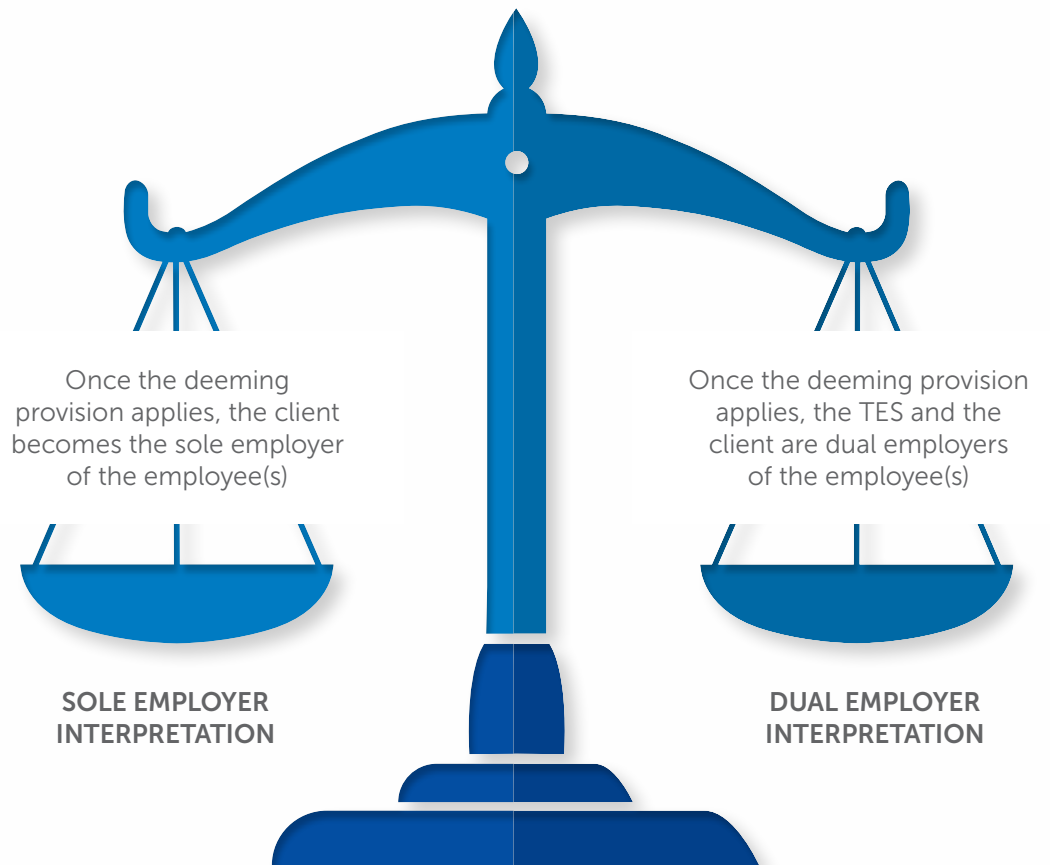 Once the deeming
provision applies, the client
becomes the sole employer
of the employee(s)
SOLE EMPLOYER
INTERPRETATION
Once the deeming provision
applies, the TES and the
client are dual employers
of the employee(s)
DUAL EMPLOYER
INTERPRETATION